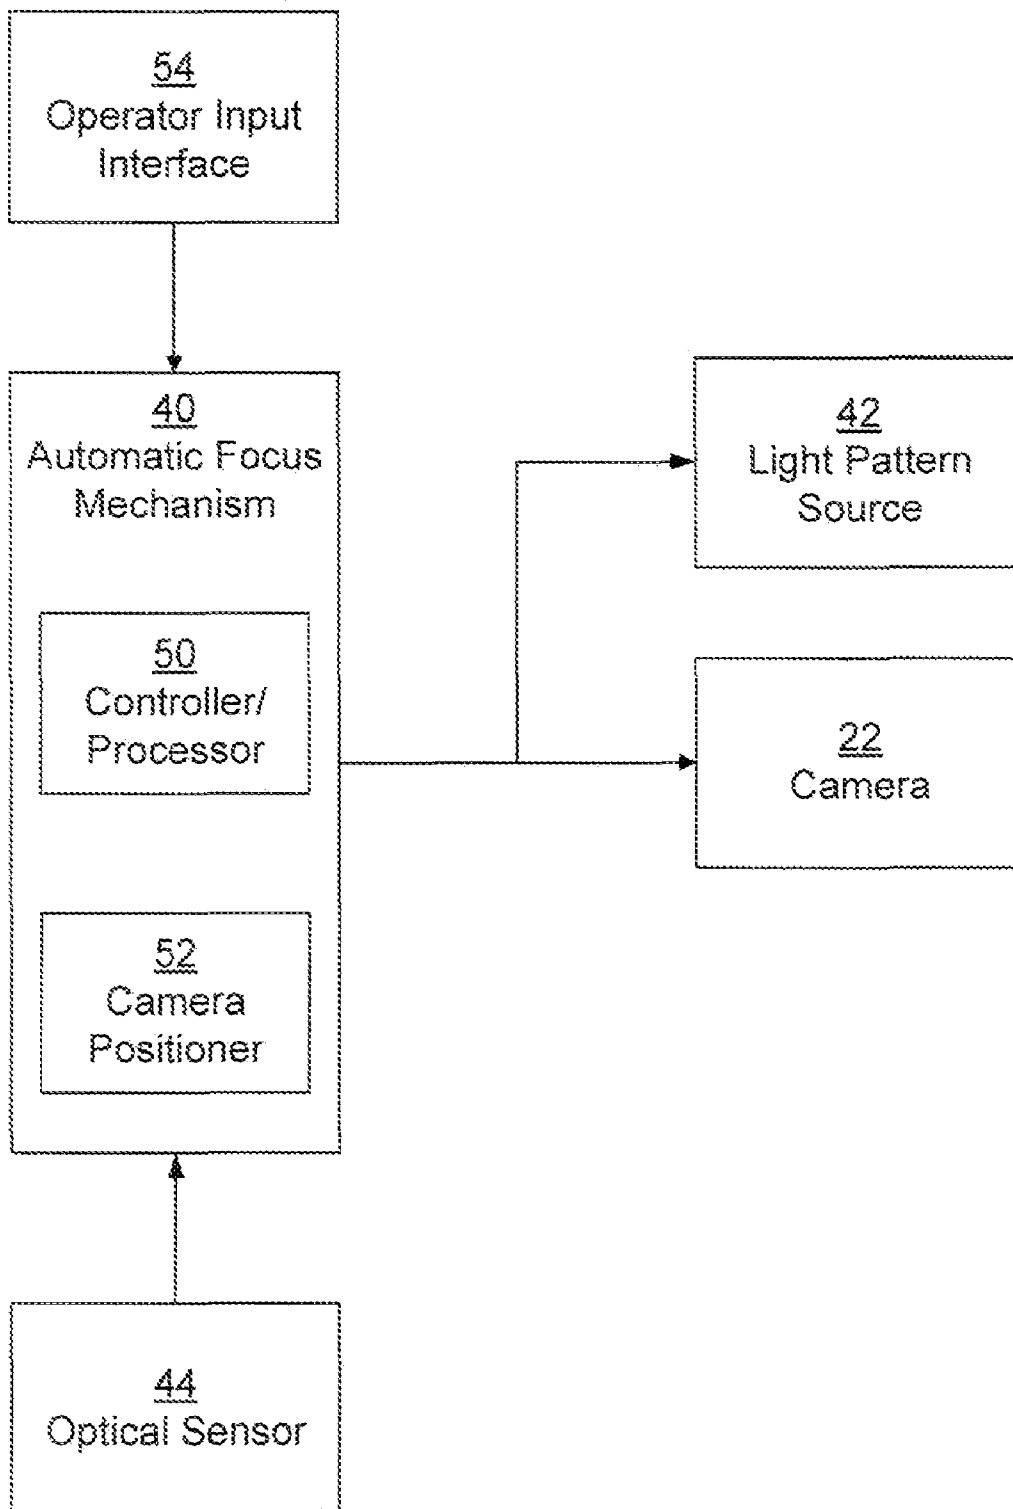 54
Operator Input
Interface
40
Automatic Focus
Mechanism
50
Controller/
Processor
52
Camera
Positioner
42
Light Pattern
Source
22
Camera
44
Optical Sensor